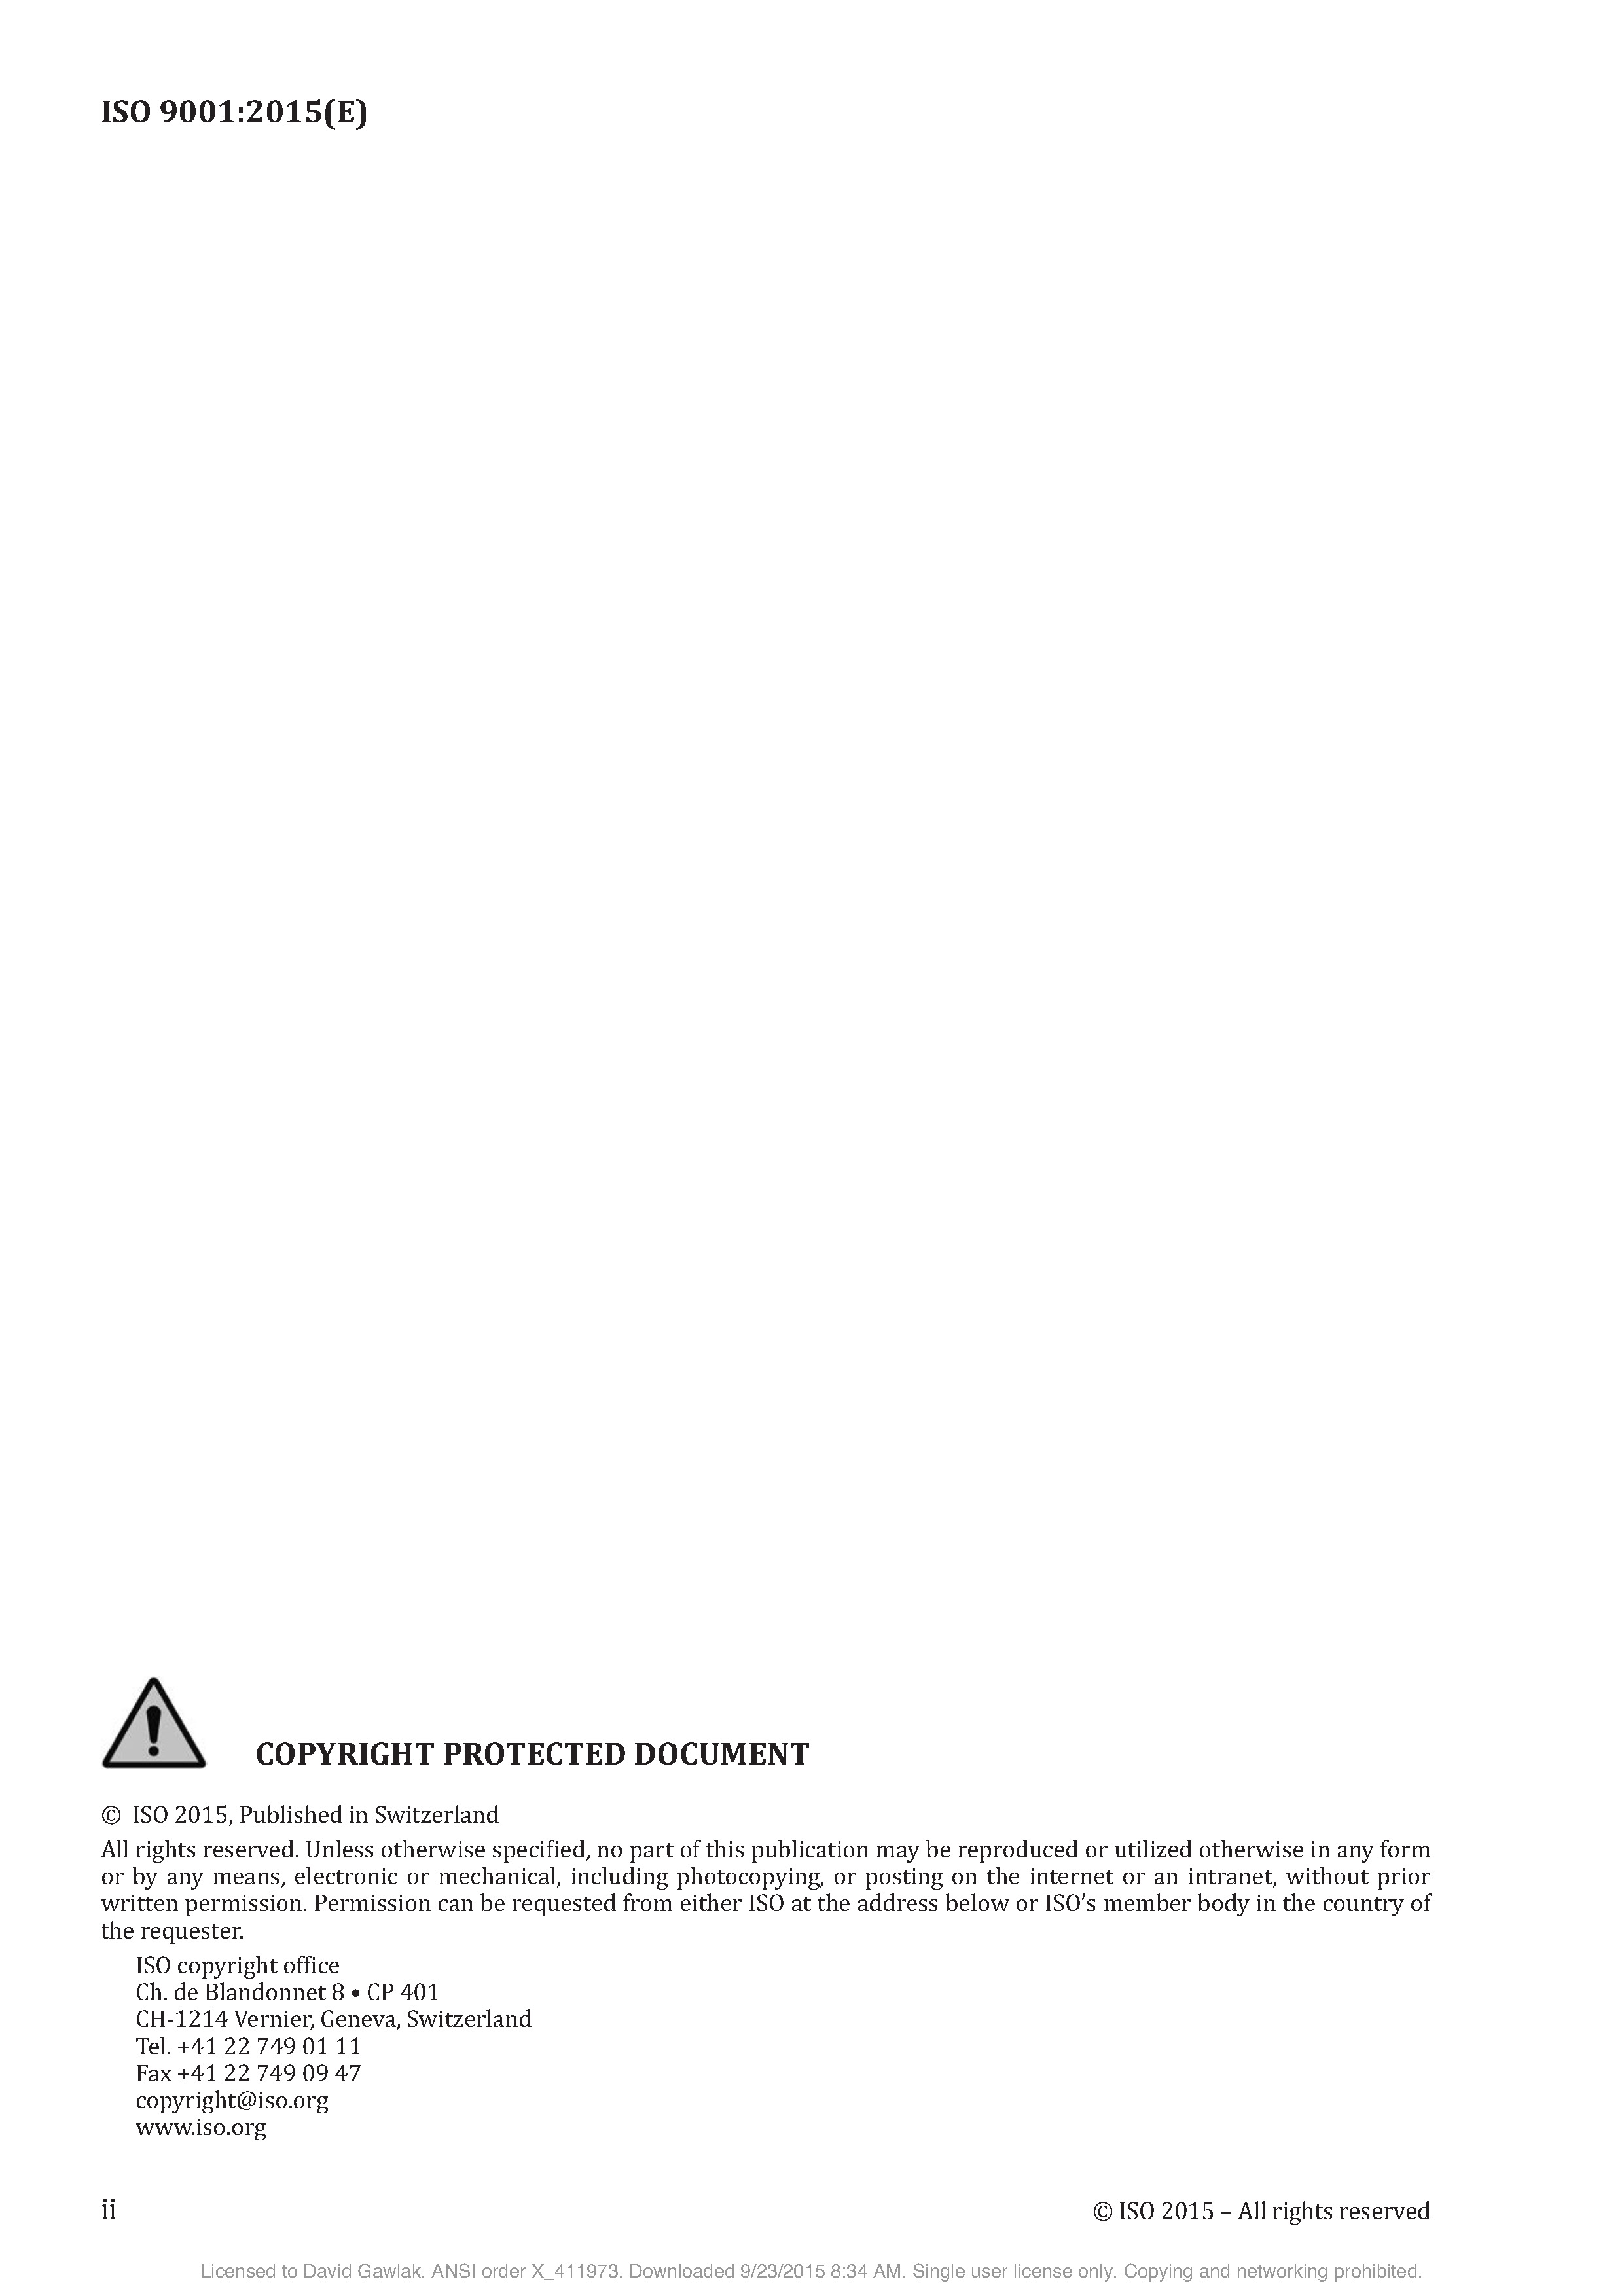 ISO 9001:2015(E)
COPYRIGHT PROTECTED DOCUMENT
© ISO 2015, Published in Switzerland
All rights reserved. Unless otherwise specified, no part of this publication may be reproduced or utilized otherwise in any form
or by any means, electronic or mechanical, including photocopying, or posting on the internet or an intranet, without prior
written permission. Permission can be requested from either ISO at the address below or ISO’s member body in the country of
the requester.
ISO copyright office
Ch. de Blandonnet 8 • CP 401
CH-1214 Vernier, Geneva, Switzerland
Tel. +41 22 749 01 11
Fax +41 22 749 09 47
copyright@iso.org
www.iso.org
ii © ISO 2015 – All rights reserved
Licensed to David Gawlak. ANSI order X_411973. Downloaded 9/23/2015 8:34 AM. Single user license only. Copying and networking prohibited.